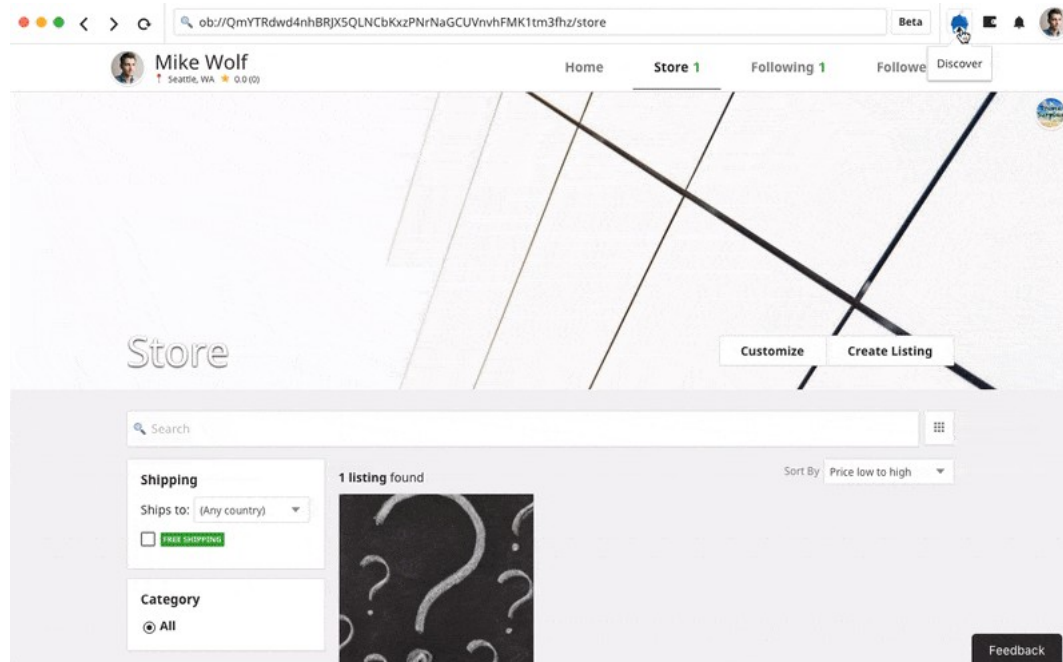 ob://QmYTRdwd4nhBRJX5QLNCbKxzPNrNaGCUVnvhFMK1tm3fhz/store
Beta
Discover
Mike Wolf
Seattle, WA 0.0 (0)
Home Store 1 Following 1 Followe
Store
Customize Create Listing
Search
Shipping
Ships to: (Any country)
FREE SHIPPING
1 listing found
Sort By Price low to high
Category
All
Feedback